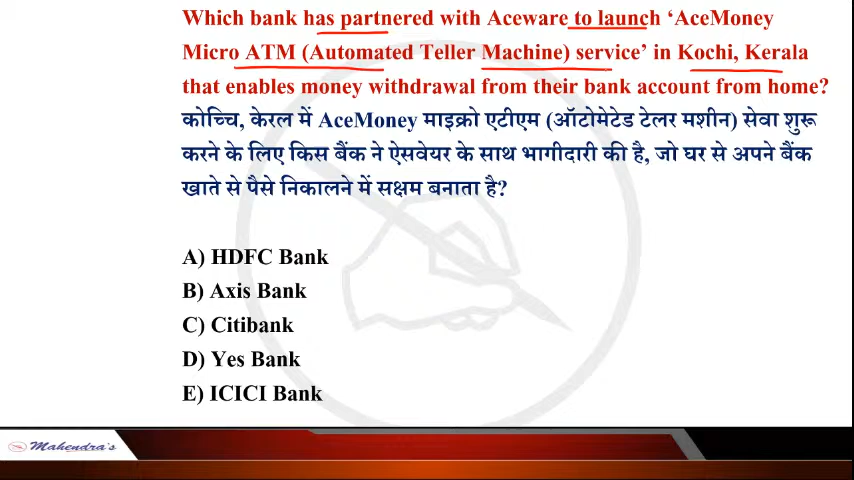 Which bank has partnered with Aceware to launch ‘AceMoney
Micro ATM (Automated Teller Machine) service’ in Kochi, Kerala
that enables money withdrawal from their bank account from home?
कोच्चि, केरल में AceMoney माइक्रो एटीएम (ऑटोमेटेड टेलर मशीन) सेवा शुरू
करने के लिए किस बैंक ने ऐसवेयर के साथ भागीदारी की है, जो घर से अपने बैंक
खाते से पैसे निकालने में सक्षम बनाता है?
A) HDFC Bank
B) Axis Bank
C) Citibank
D) Yes Bank
E) ICICI Bank
Mahendra's